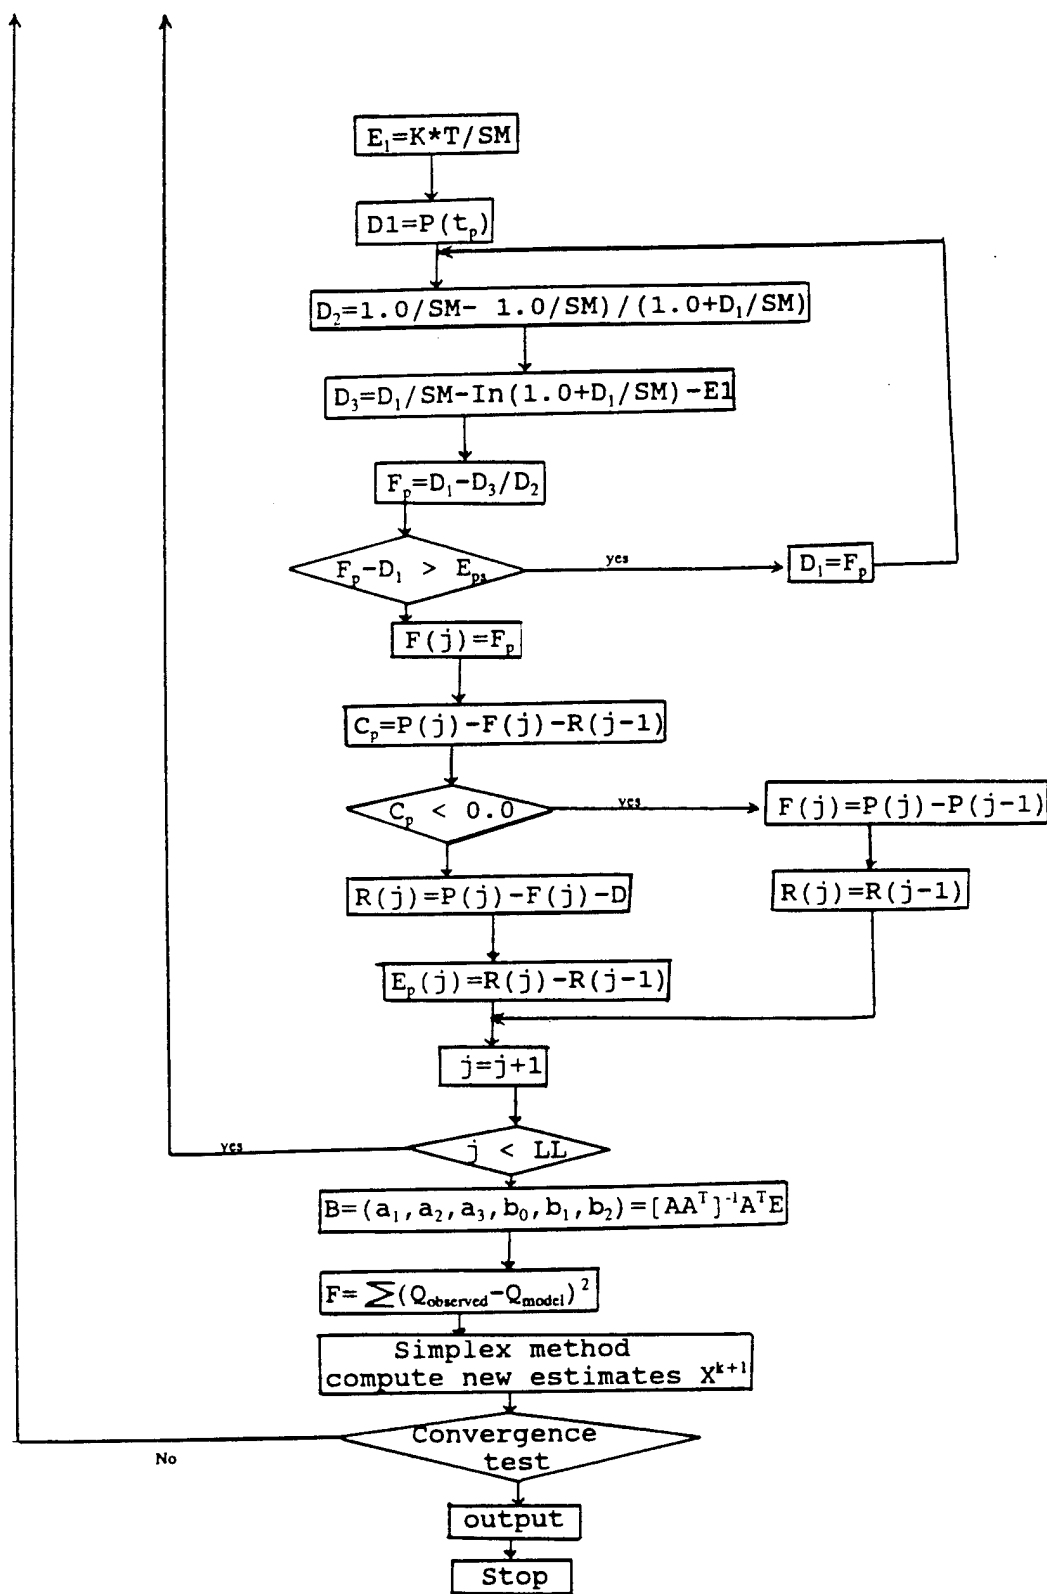 E₁=K*T/SM
D1=P(tₚ)
D₂=1.0/SM- 1.0/SM)/(1.0+D₁/SM)
D₃=D₁/SM-In(1.0+D₁/SM)-E1
Fₚ=D₁-D₃/D₂
Fₚ-D₁ > Eₚₛ
yes
D₁=Fₚ
F(j)=Fₚ
Cₚ=P(j)-F(j)-R(j-1)
Cₚ < 0.0
yes
F(j)=P(j)-P(j-1)
R(j)=P(j)-F(j)-D
R(j)=R(j-1)
Eₚ(j)=R(j)-R(j-1)
j=j+1
yes
j < LL
B=(a₁,a₂,a₃,b₀,b₁,b₂)=[AAᵀ]⁻¹AᵀE
F=∑(Q_observed-Q_model)²
Simplex method
compute new estimates Xᵏ⁺¹
Convergence
test
No
output
Stop